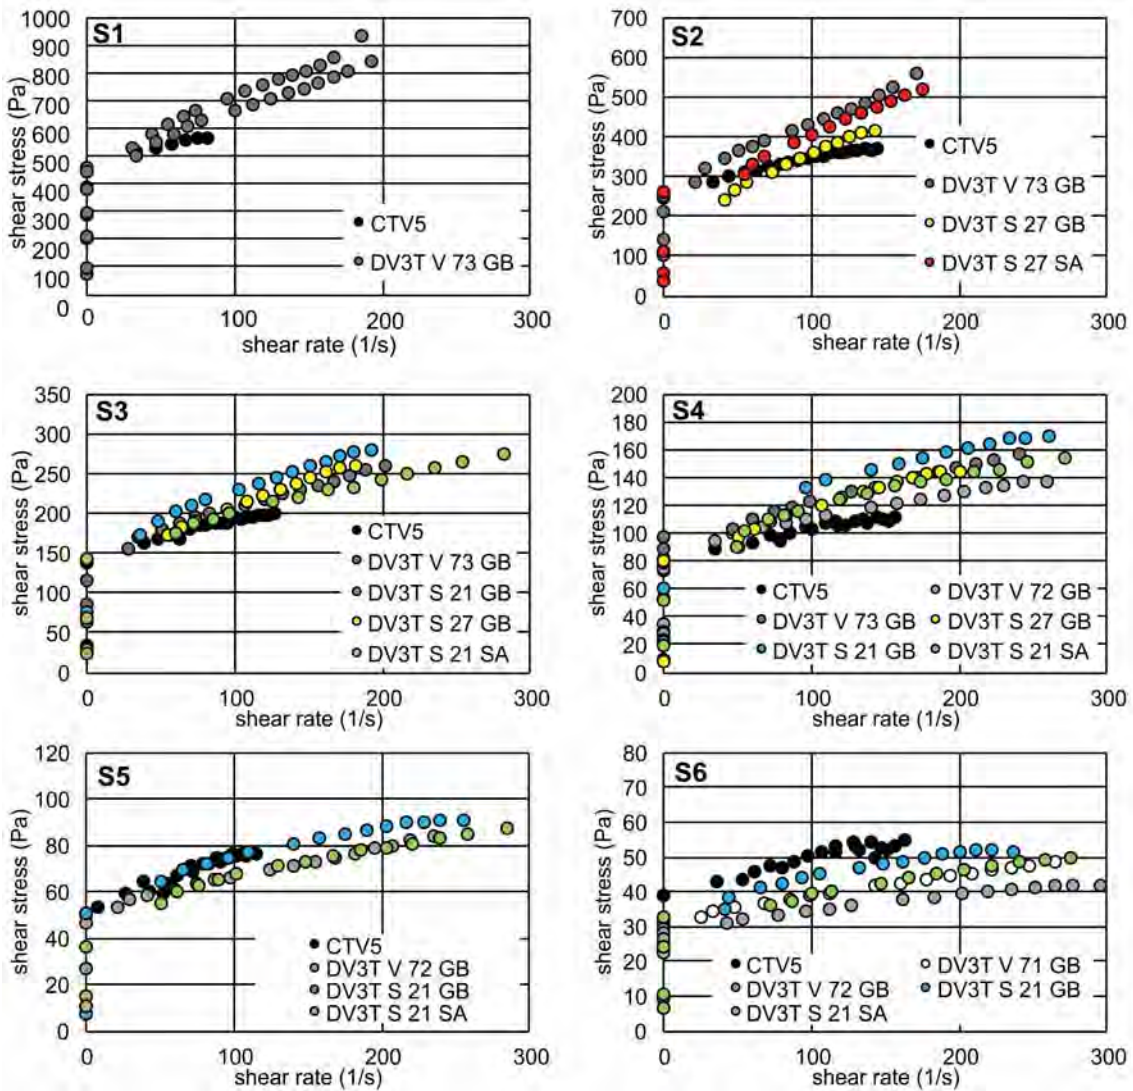 S1
shear stress (Pa)
1000
900
800
700
600
500
400
300
200
100
0
CTV5
DV3T V 73 GB
0 100 200 300
shear rate (1/s)
S2
shear stress (Pa)
700
600
500
400
300
200
100
0
CTV5
DV3T V 73 GB
DV3T S 27 GB
DV3T S 27 SA
0 100 200 300
shear rate (1/s)
S3
shear stress (Pa)
350
300
250
200
150
100
50
0
CTV5
DV3T V 73 GB
DV3T S 21 GB
DV3T S 27 GB
DV3T S 21 SA
0 100 200 300
shear rate (1/s)
S4
shear stress (Pa)
200
180
160
140
120
100
80
60
40
20
0
CTV5 DV3T V 72 GB
DV3T V 73 GB DV3T S 27 GB
DV3T S 21 GB DV3T S 21 SA
0 100 200 300
shear rate (1/s)
S5
shear stress (Pa)
120
100
80
60
40
20
0
CTV5
DV3T V 72 GB
DV3T S 21 GB
DV3T S 21 SA
0 100 200 300
shear rate (1/s)
S6
shear stress (Pa)
80
70
60
50
40
30
20
10
0
CTV5 DV3T V 71 GB
DV3T V 72 GB DV3T S 21 GB
DV3T S 21 SA
0 100 200 300
shear rate (1/s)